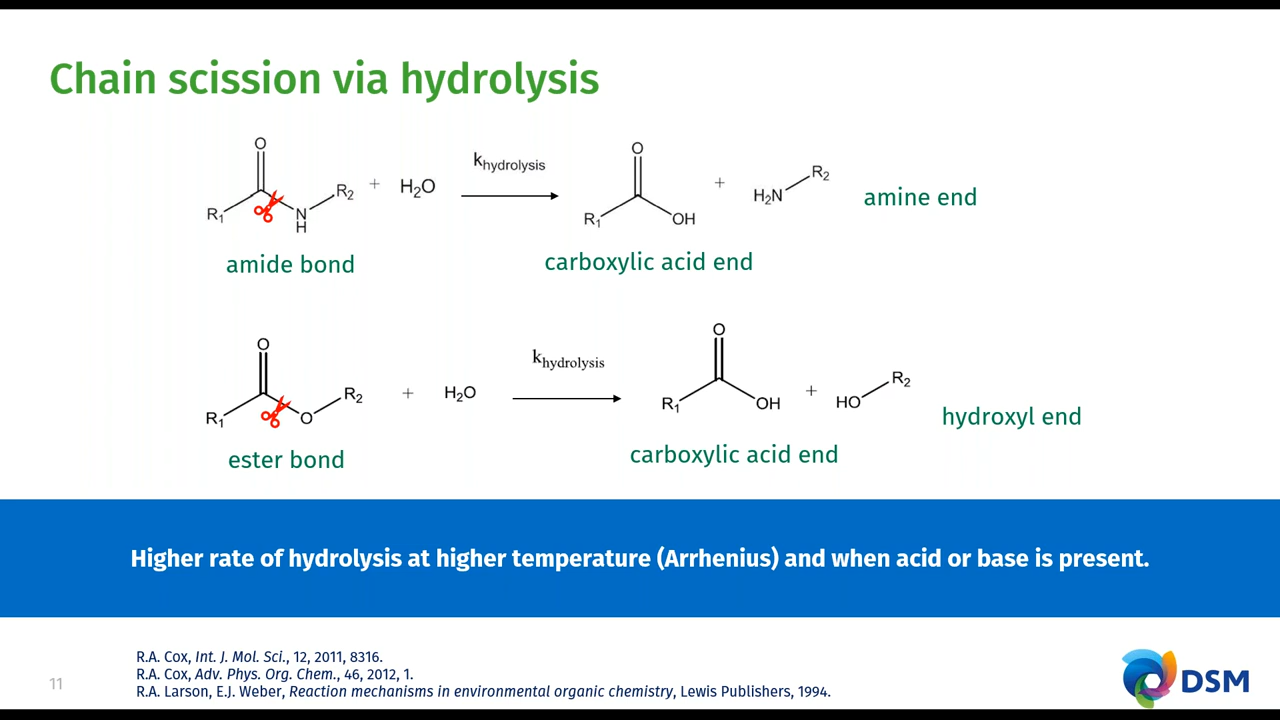 Chain scission via hydrolysis
O
R₁
N
H
R₂
+
H₂O
khydrolysis
O
R₁
OH
+
H₂N
R₂
amine end
amide bond
carboxylic acid end
O
R₁
O
R₂
+
H₂O
khydrolysis
O
R₁
OH
+
HO
R₂
hydroxyl end
ester bond
carboxylic acid end
Higher rate of hydrolysis at higher temperature (Arrhenius) and when acid or base is present.
R.A. Cox, Int. J. Mol. Sci., 12, 2011, 8316.
R.A. Cox, Adv. Phys. Org. Chem., 46, 2012, 1.
R.A. Larson, E.J. Weber, Reaction mechanisms in environmental organic chemistry, Lewis Publishers, 1994.
11
DSM